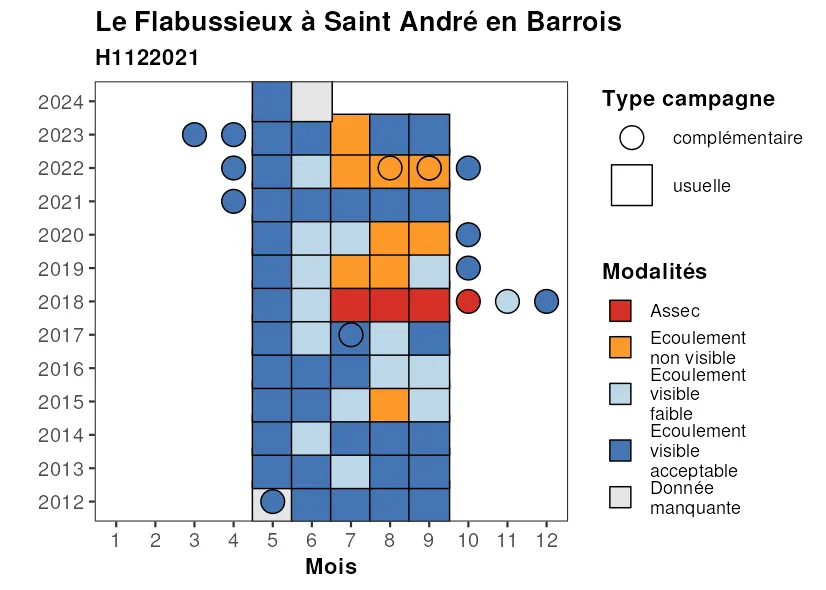 Le Flabussieux à Saint André en Barrois
H1122021
2024
2023
2022
2021
2020
2019
2018
2017
2016
2015
2014
2013
2012
1 2 3 4 5 6 7 8 9 10 11 12
Mois
Type campagne
complémentaire
usuelle
Modalités
Assec
Ecoulement
non visible
Ecoulement
visible
faible
Ecoulement
visible
acceptable
Donnée
manquante